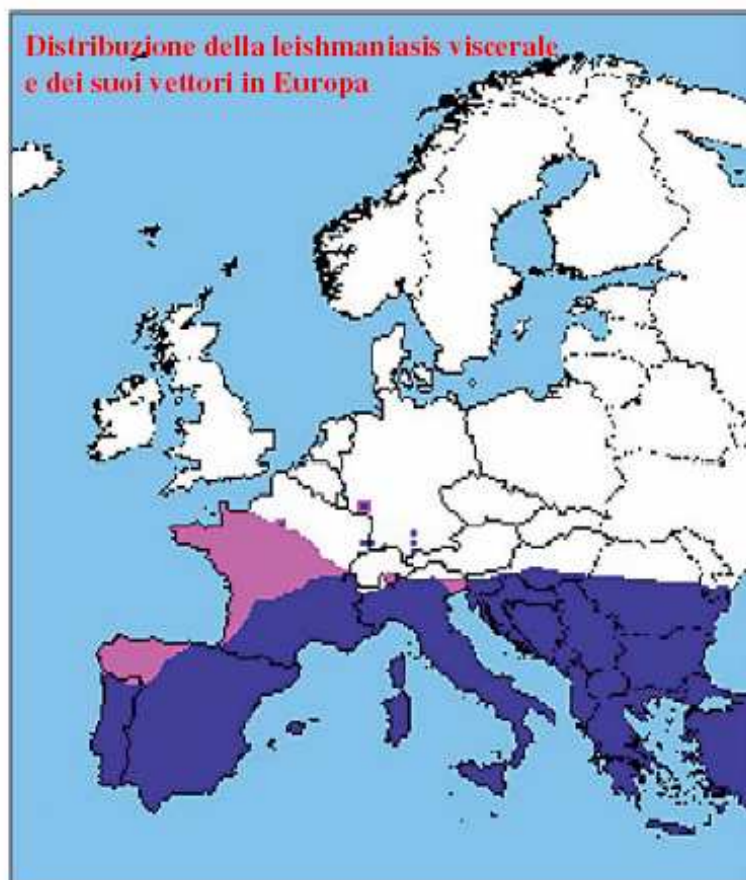 Distribuzione della leishmaniasis viscerale
e dei suoi vettori in Europa